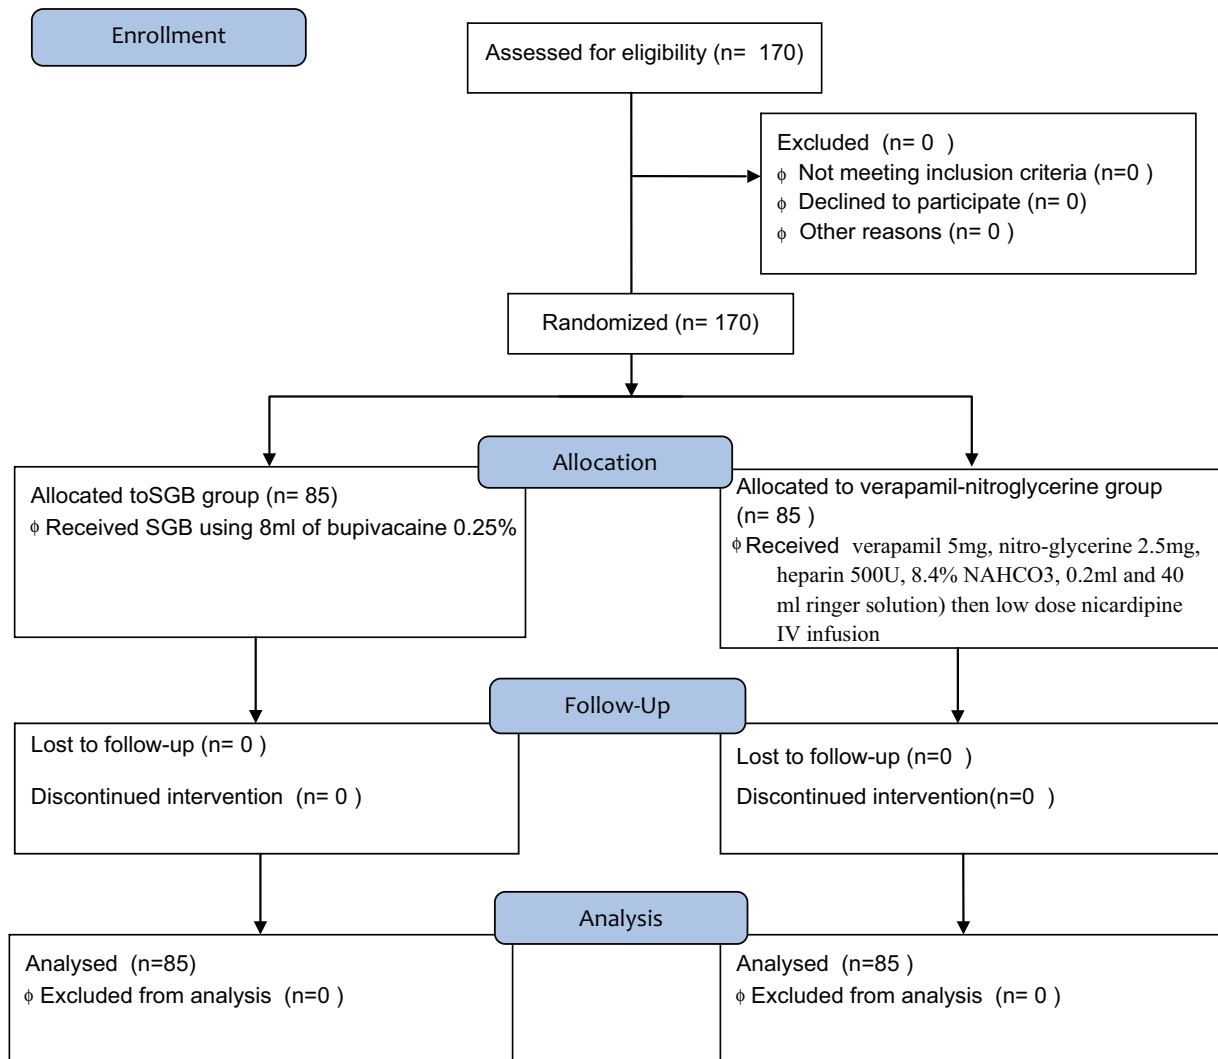 Enrollment
Assessed for eligibility (n=  170)
Excluded  (n= 0  )
ϕ  Not meeting inclusion criteria (n=0 )
ϕ  Declined to participate (n= 0)
ϕ  Other reasons (n= 0 )
Randomized (n= 170)
Allocation
Allocated toSGB group (n= 85)
ϕ Received SGB using 8ml of bupivacaine 0.25%
Allocated to verapamil-nitroglycerine group
(n= 85 )
ϕ Received  verapamil 5mg, nitro-glycerine 2.5mg,
heparin 500U, 8.4% NAHCO3, 0.2ml and 40
ml ringer solution) then low dose nicardipine
IV infusion
Follow-Up
Lost to follow-up (n= 0 )
Discontinued intervention  (n= 0 )
Lost to follow-up (n=0  )
Discontinued intervention(n=0  )
Analysis
Analysed  (n=85)
ϕ Excluded from analysis  (n=0 )
Analysed  (n=85 )
ϕ Excluded from analysis  (n= 0 )